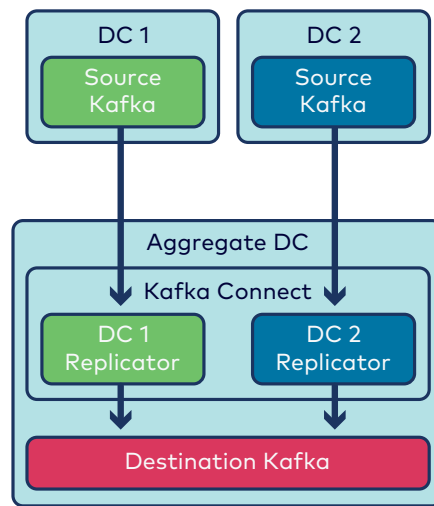 DC 1
DC 2
Source
Kafka
Source
Kafka
Aggregate DC
Kafka Connect
DC 1
Replicator
DC 2
Replicator
Destination Kafka